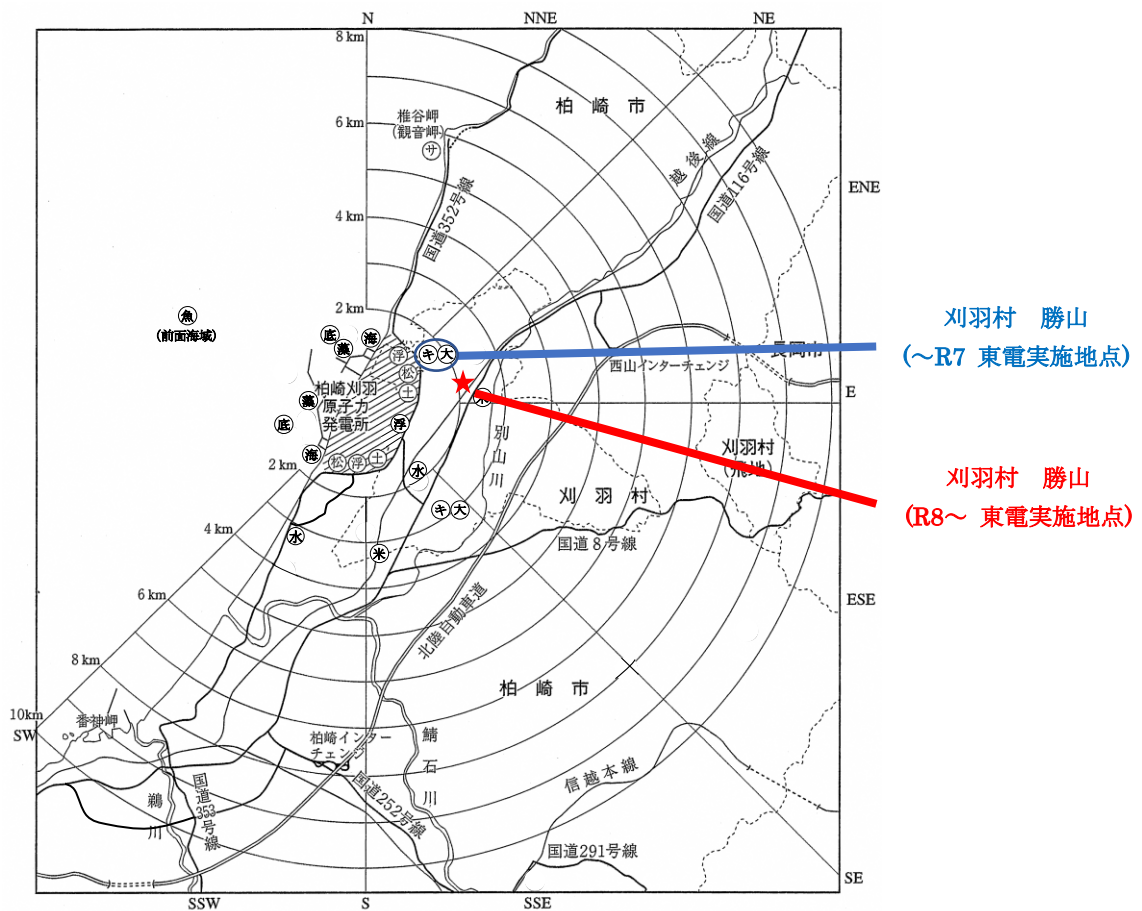 N
NNE
NE
8 km
柏崎市
6 km
椎谷岬
(観音岬)
サ
越後線
国道116号線
ENE
4 km
国道352号線
2 km
魚
(前面海域)
底
海
藻
浮
キ
大
松
土
柏崎刈羽
原子力
発電所
西山インターチェンジ
長岡市
刈羽村 勝山
(~R7 東電実施地点)
E
米
藻
底
浮
別山川
刈羽村
(飛地)
海
松
浮
土
2 km
水
刈羽村
刈羽村 勝山
(R8~ 東電実施地点)
キ
大
4 km
水
米
国道8号線
6 km
北陸自動車道
ESE
8 km
柏崎市
10km
SW
番神岬
柏崎インター
チェンジ
鯖石川
信越本線
国道353号線
鵜川
国道252号線
国道291号線
SE
SSW
S
SSE